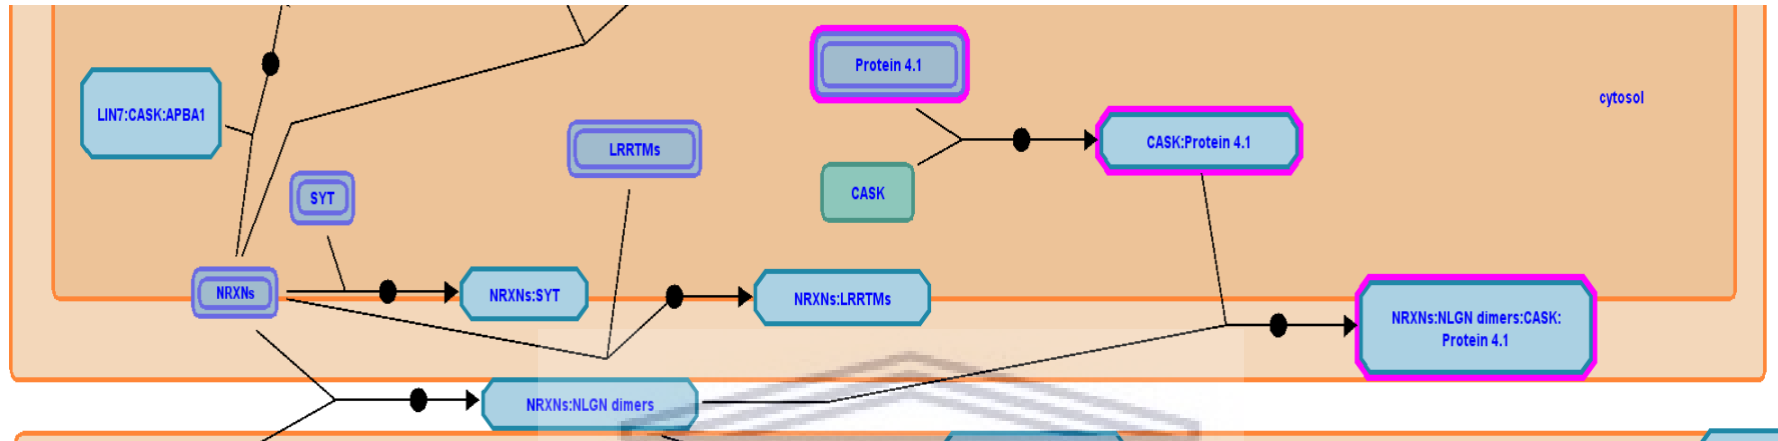 Protein 4.1
cytosol
LIN7:CASK:APBA1
CASK:Protein 4.1
LRRTMs
CASK
SYT
NRXNs
NRXNs:SYT
NRXNs:LRRTMs
NRXNs:NLGN dimers:CASK:
Protein 4.1
NRXNs:NLGN dimers